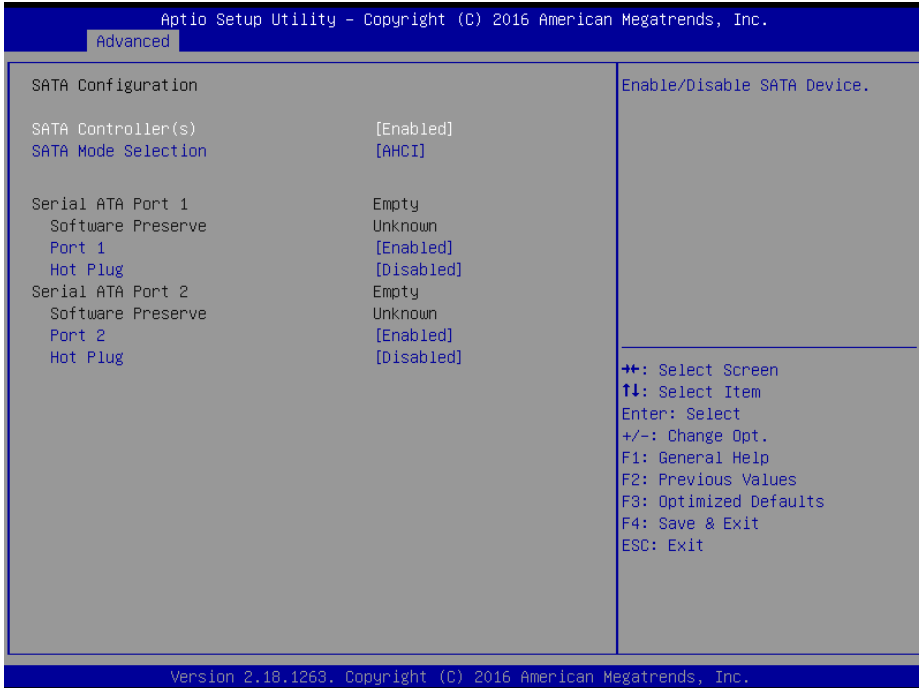 Aptio Setup Utility – Copyright (C) 2016 American Megatrends, Inc.
Advanced
SATA Configuration
SATA Controller(s) [Enabled]
SATA Mode Selection [AHCI]
Serial ATA Port 1 Empty
Software Preserve Unknown
Port 1 [Enabled]
Hot Plug [Disabled]
Serial ATA Port 2 Empty
Software Preserve Unknown
Port 2 [Enabled]
Hot Plug [Disabled]
Enable/Disable SATA Device.
→←: Select Screen
↑↓: Select Item
Enter: Select
+/-: Change Opt.
F1: General Help
F2: Previous Values
F3: Optimized Defaults
F4: Save & Exit
ESC: Exit
Version 2.18.1263. Copyright (C) 2016 American Megatrends, Inc.